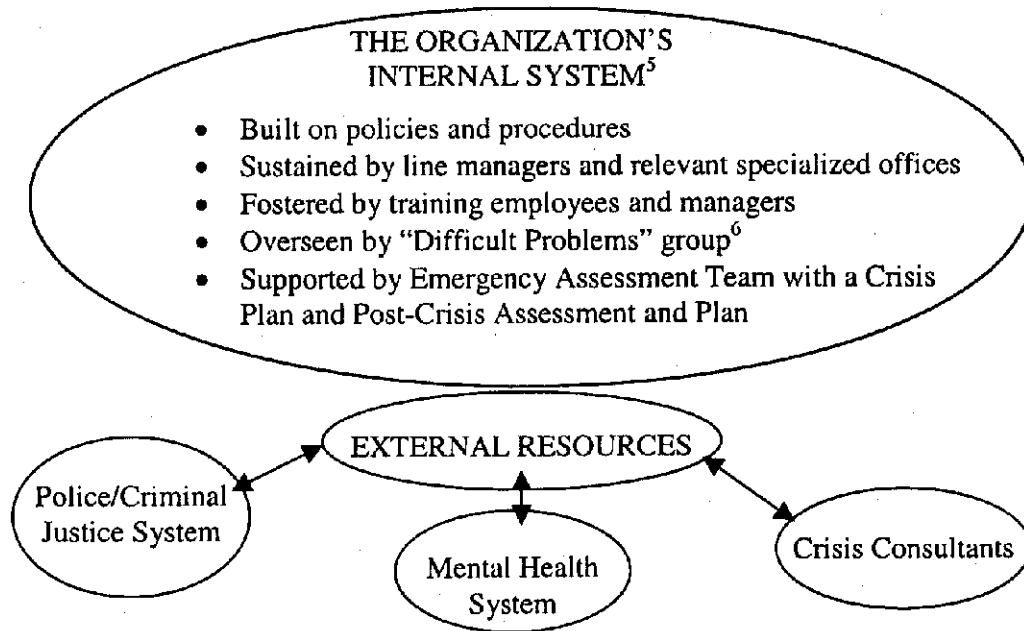 THE ORGANIZATION'S
INTERNAL SYSTEM⁵
• Built on policies and procedures
• Sustained by line managers and relevant specialized offices
• Fostered by training employees and managers
• Overseen by “Difficult Problems” group⁶
• Supported by Emergency Assessment Team with a Crisis
Plan and Post-Crisis Assessment and Plan
EXTERNAL RESOURCES
Police/Criminal
Justice System
Mental Health
System
Crisis Consultants